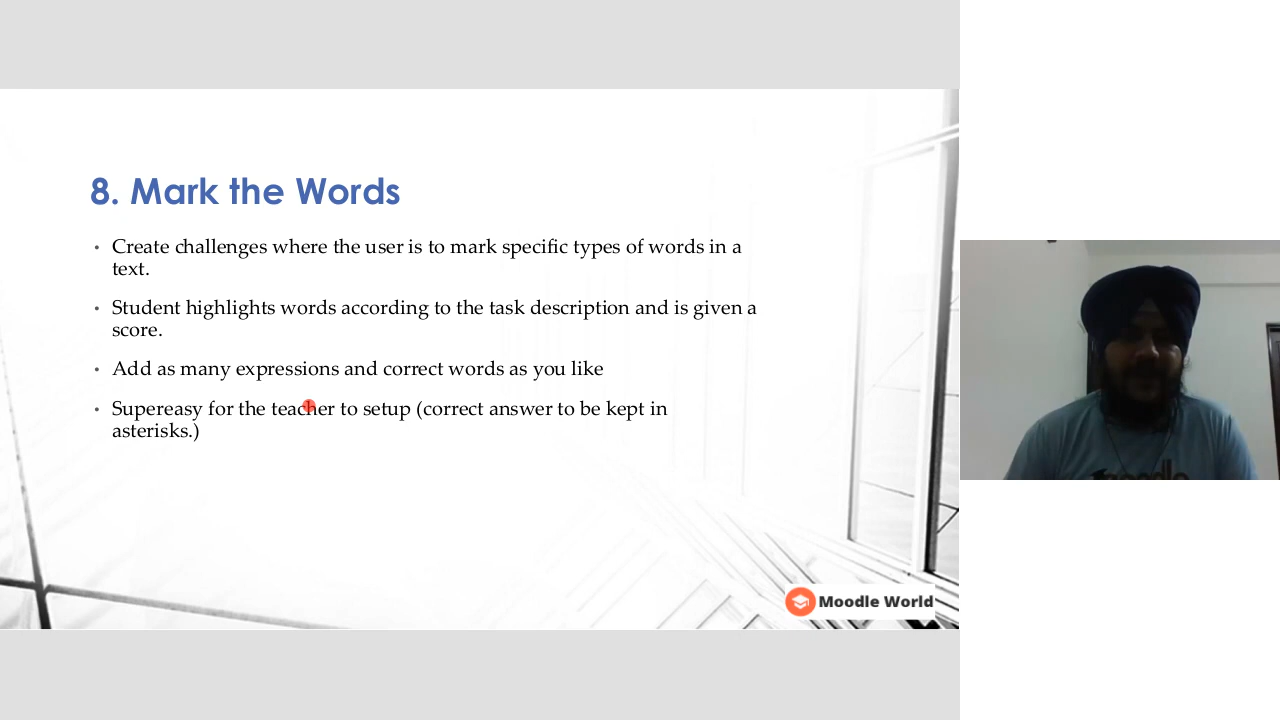 8. Mark the Words
• Create challenges where the user is to mark specific types of words in a
text.
• Student highlights words according to the task description and is given a
score.
• Add as many expressions and correct words as you like
• Supereasy for the teacher to setup (correct answer to be kept in
asterisks.)
Moodle World
moodle